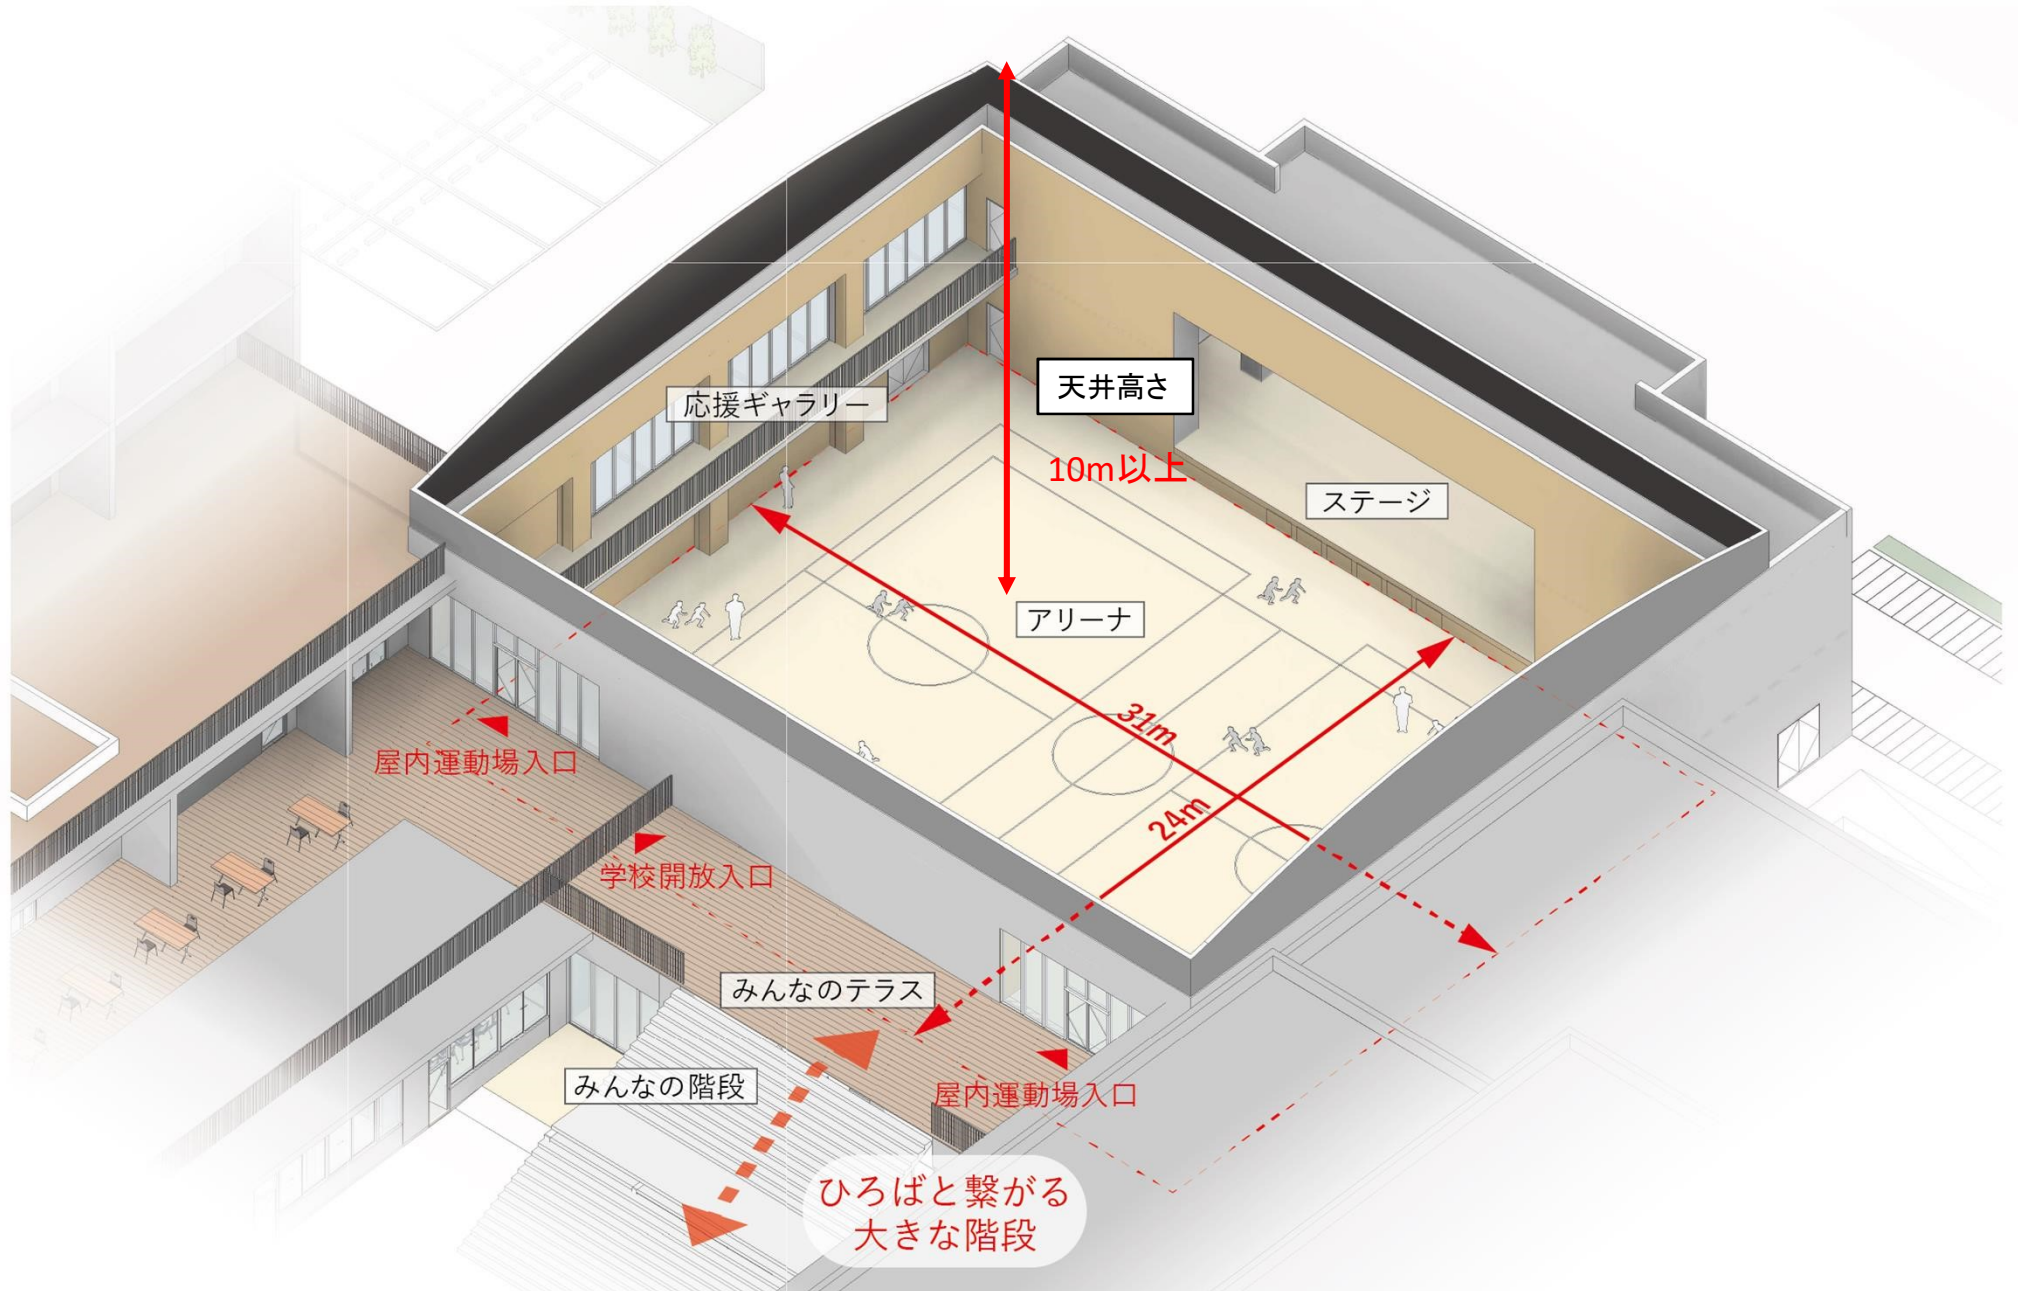 天井高さ
応援ギャラリー
10m以上
ステージ
アリーナ
31m
屋内運動場入口
24m
学校開放入口
みんなのテラス
みんなの階段
屋内運動場入口
ひろばと繋がる
大きな階段